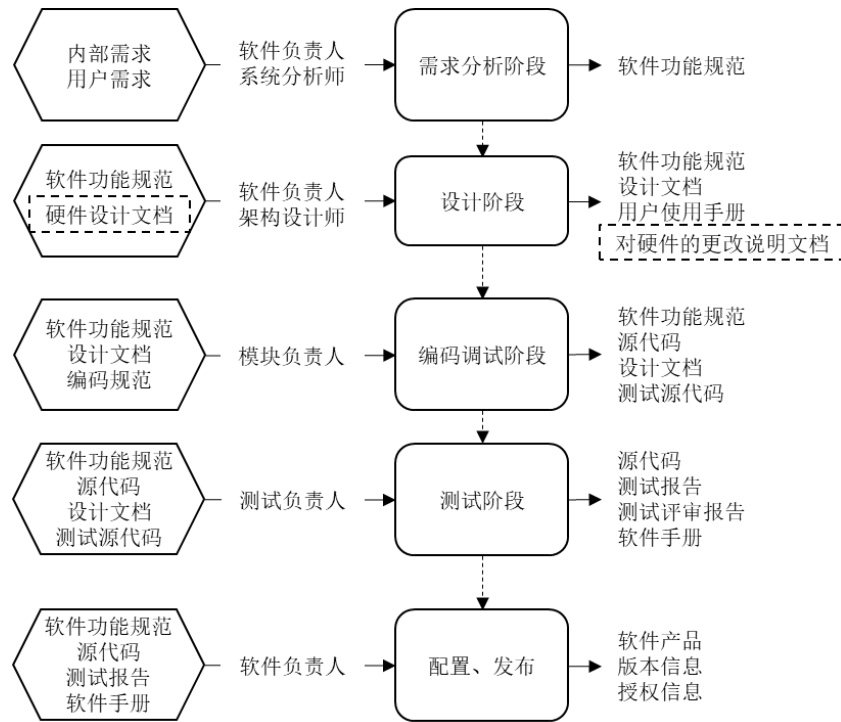 内部需求
用户需求
软件负责人
系统分析师
需求分析阶段
软件功能规范
软件功能规范
硬件设计文档
软件负责人
架构设计师
设计阶段
软件功能规范
设计文档
用户使用手册
对硬件的更改说明文档
软件功能规范
设计文档
编码规范
模块负责人
编码调试阶段
软件功能规范
源代码
设计文档
测试源代码
软件功能规范
源代码
设计文档
测试源代码
测试负责人
测试阶段
源代码
测试报告
测试评审报告
软件手册
软件功能规范
源代码
测试报告
软件手册
软件负责人
配置、发布
软件产品
版本信息
授权信息